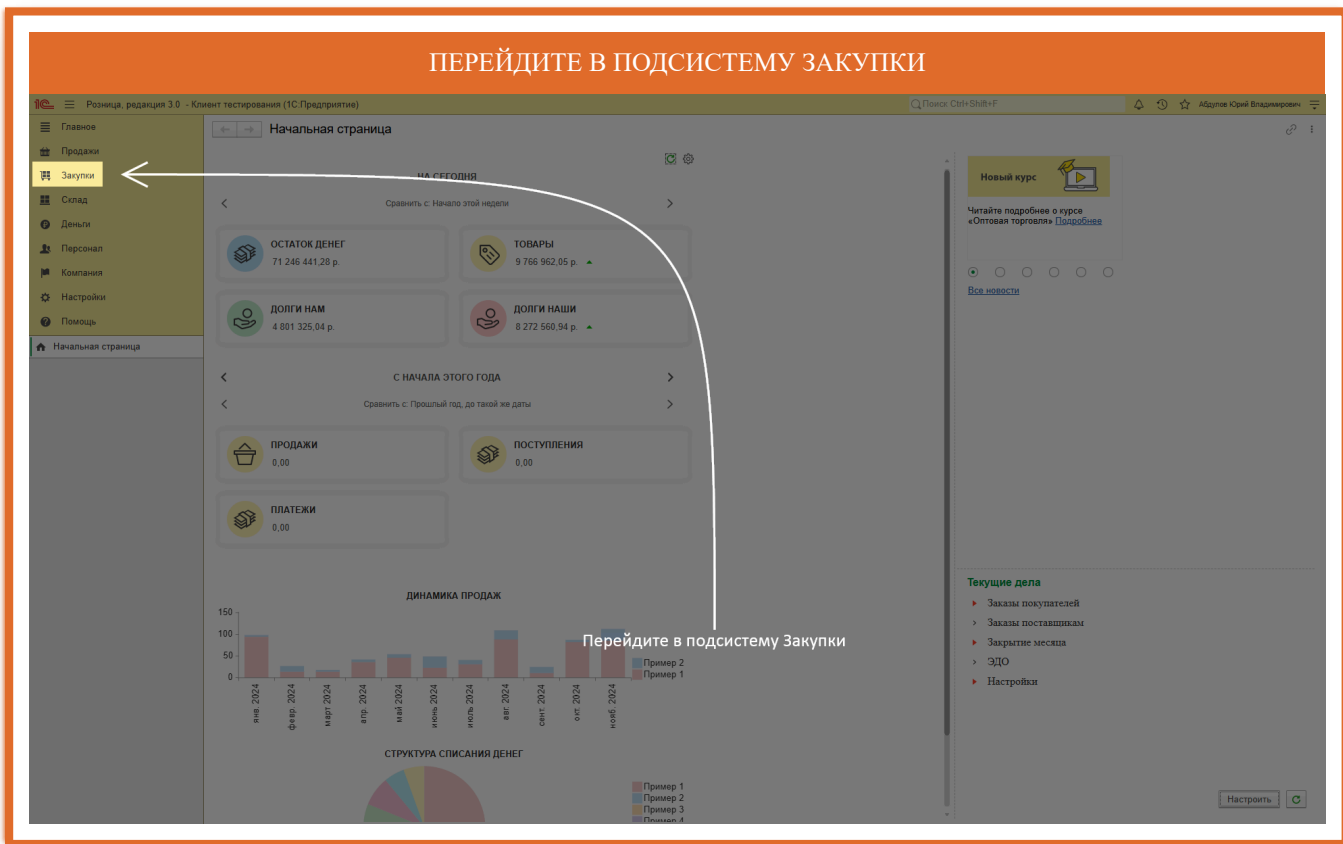 ПЕРЕЙДИТЕ В ПОДСИСТЕМУ ЗАКУПКИ
1С Розница, редакция 3.0 - Клиент тестирования (1С:Предприятие)
Поиск Ctrl+Shift+F
Абдулов Юрий Владимирович
Главное
Продажи
Закупки
Склад
Деньги
Персонал
Компания
Настройки
Помощь
Начальная страница
Начальная страница
НА СЕГОДНЯ
Сравнить с: Начало этой недели
ОСТАТОК ДЕНЕГ
71 246 441,28 р.
ТОВАРЫ
9 766 962,05 р.
ДОЛГИ НАМ
4 801 325,04 р.
ДОЛГИ НАШИ
8 272 560,94 р.
С НАЧАЛА ЭТОГО ГОДА
Сравнить с: Прошлый год, до такой же даты
ПРОДАЖИ
0,00
ПОСТУПЛЕНИЯ
0,00
ПЛАТЕЖИ
0,00
ДИНАМИКА ПРОДАЖ
150
100
50
0
янв. 2024
февр. 2024
март 2024
апр. 2024
май 2024
июнь 2024
июль 2024
авг. 2024
сент. 2024
окт. 2024
нояб. 2024
Пример 2
Пример 1
Перейдите в подсистему Закупки
СТРУКТУРА СПИСАНИЯ ДЕНЕГ
Пример 1
Пример 2
Пример 3
Пример 4
Новый курс
Читайте подробнее о курсе
«Оптовая торговля» Подробнее
Все новости
Текущие дела
Заказы покупателей
Заказы поставщикам
Закрытие месяца
ЭДО
Настройки
Настроить